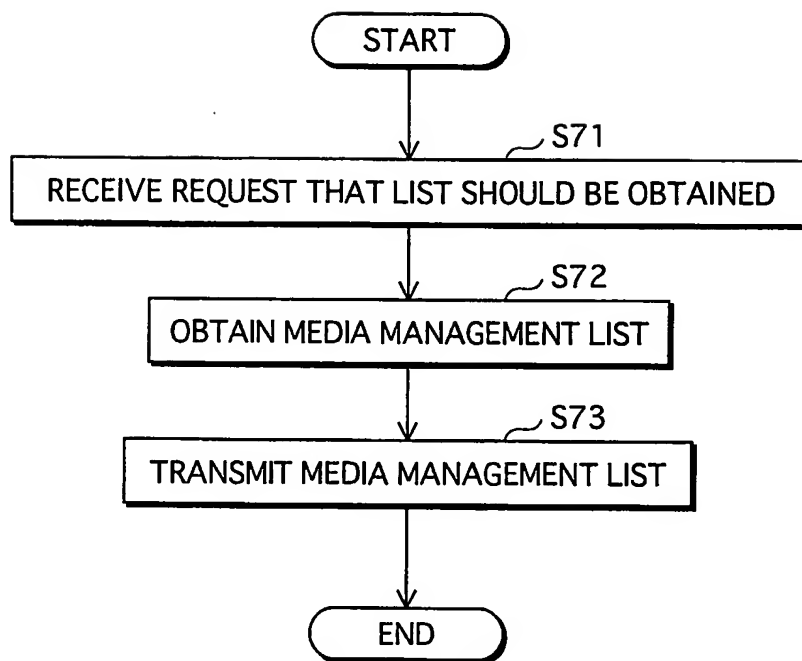 START
S71
RECEIVE REQUEST THAT LIST SHOULD BE OBTAINED
S72
OBTAIN MEDIA MANAGEMENT LIST
S73
TRANSMIT MEDIA MANAGEMENT LIST
END